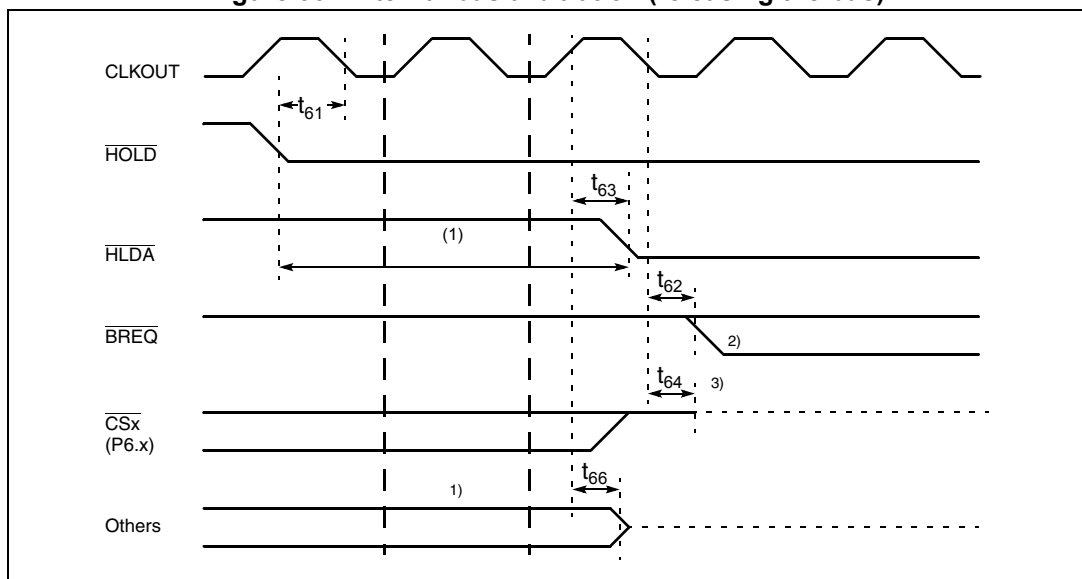 CLKOUT
t61
HOLD
t63
(1)
HLDA
t62
BREQ
2)
t64
3)
CSx
(P6.x)
t66
1)
Others